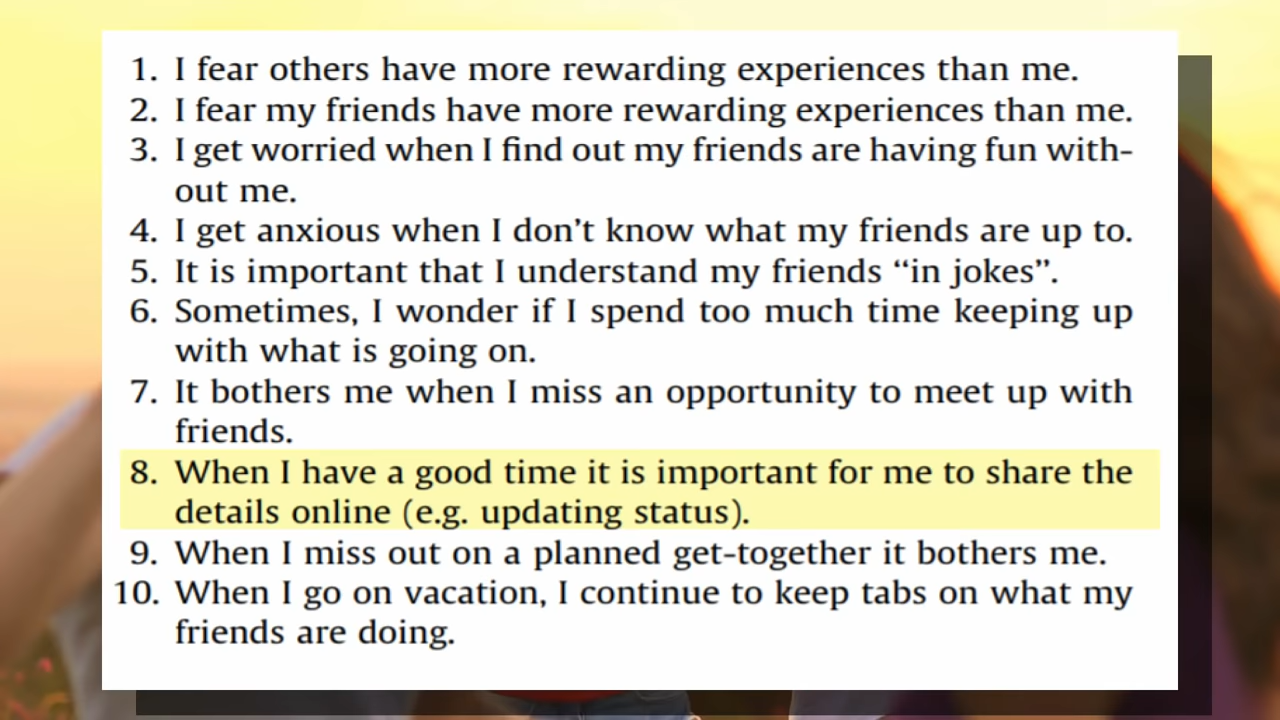 1. I fear others have more rewarding experiences than me.
2. I fear my friends have more rewarding experiences than me.
3. I get worried when I find out my friends are having fun with-
out me.
4. I get anxious when I don’t know what my friends are up to.
5. It is important that I understand my friends “in jokes”.
6. Sometimes, I wonder if I spend too much time keeping up
with what is going on.
7. It bothers me when I miss an opportunity to meet up with
friends.
8. When I have a good time it is important for me to share the
details online (e.g. updating status).
9. When I miss out on a planned get-together it bothers me.
10. When I go on vacation, I continue to keep tabs on what my
friends are doing.